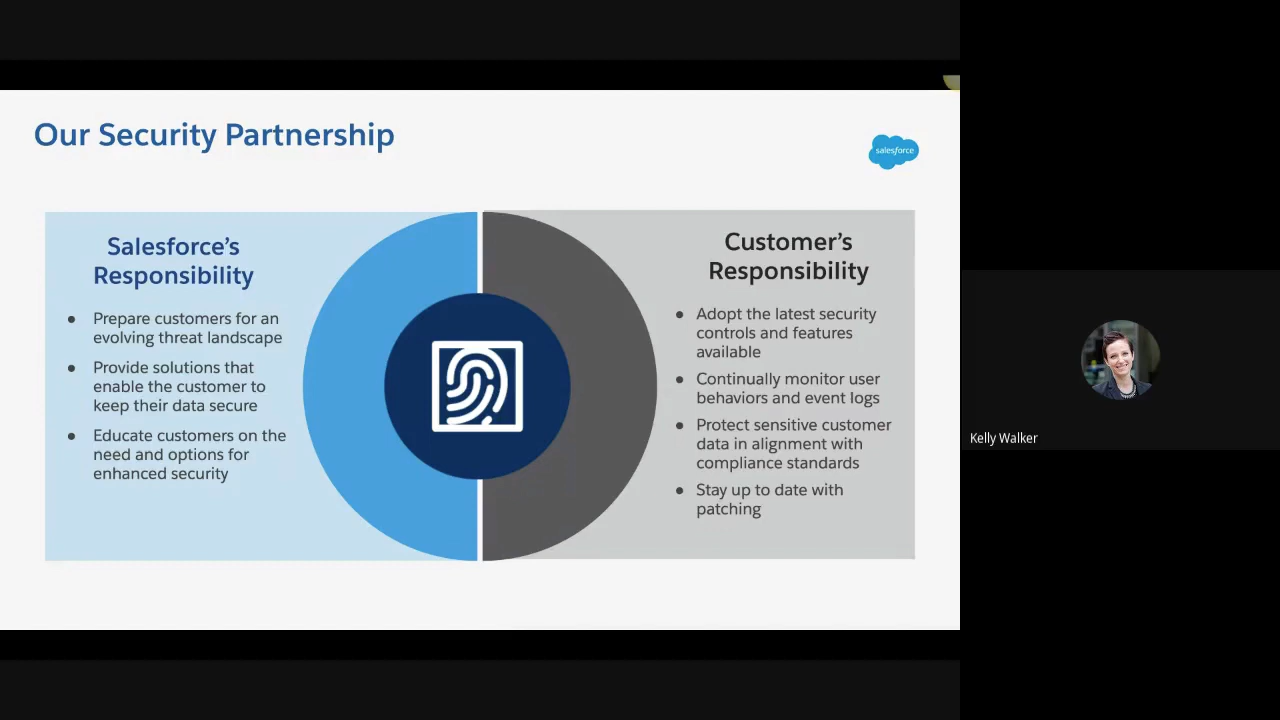 Our Security Partnership
salesforce
Salesforce’s
Responsibility
● Prepare customers for an
evolving threat landscape
● Provide solutions that
enable the customer to
keep their data secure
● Educate customers on the
need and options for
enhanced security
Customer’s
Responsibility
● Adopt the latest security
controls and features
available
● Continually monitor user
behaviors and event logs
● Protect sensitive customer
data in alignment with
compliance standards
● Stay up to date with
patching
Kelly Walker